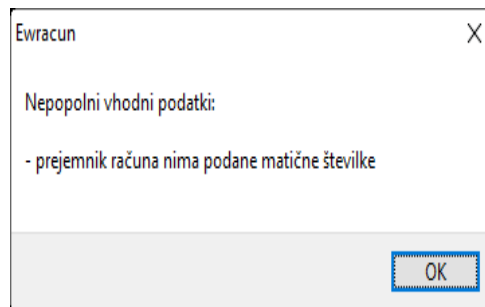 Ewracun
Nepopolni vhodni podatki:
- prejemnik računa nima podane matične številke
OK